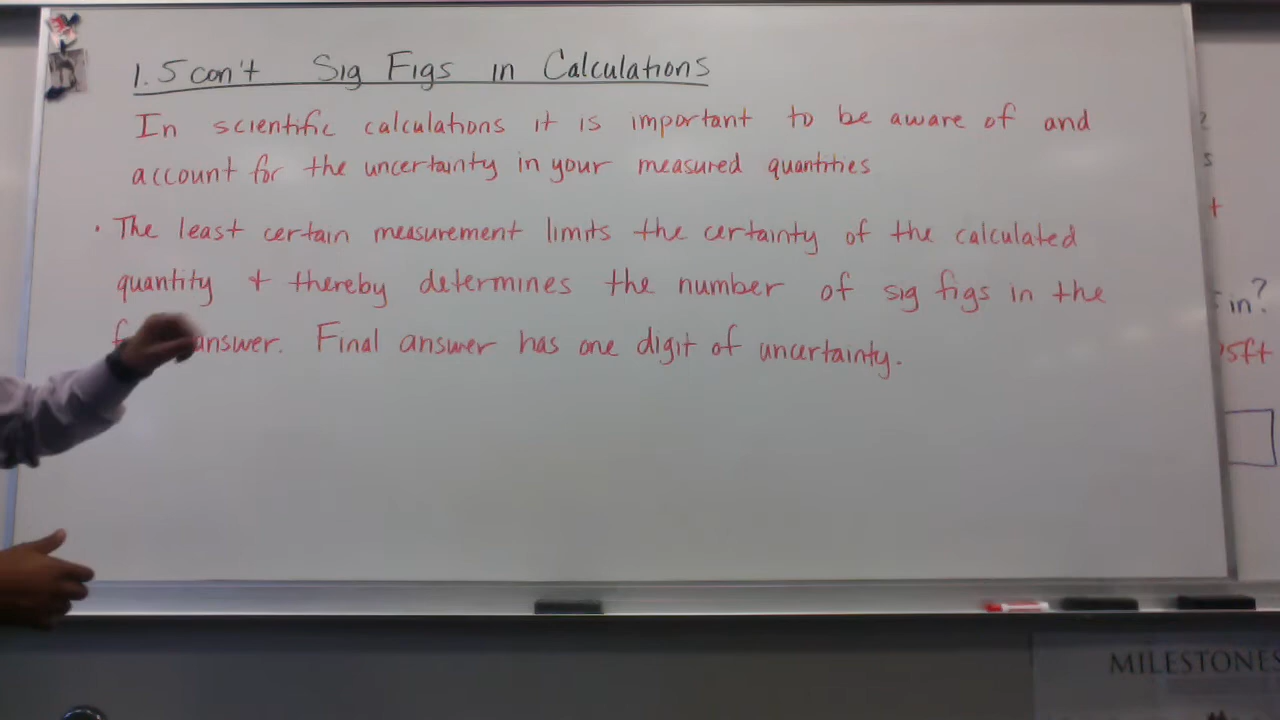 1.5 con't Sig Figs in Calculations
In scientific calculations it is important to be aware of and
account for the uncertainty in your measured quantities
• The least certain measurement limits the certainty of the calculated
quantity + thereby determines the number of sig figs in the
answer. Final answer has one digit of uncertainty.
in?
5ft
MILESTONES